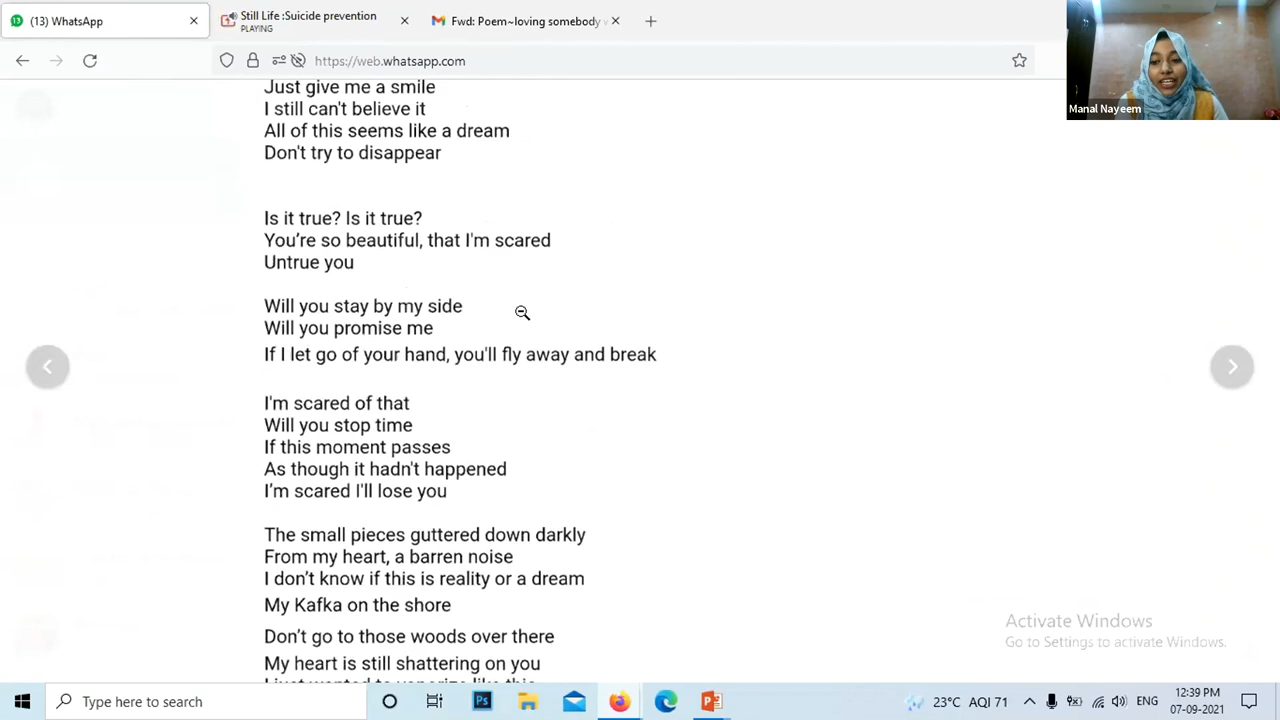 (13) WhatsApp
Still Life :Suicide prevention
PLAYING
Fwd: Poem~loving somebody
https://web.whatsapp.com
Manal Nayeem
Just give me a smile
I still can't believe it
All of this seems like a dream
Don't try to disappear
Is it true? Is it true?
You’re so beautiful, that I'm scared
Untrue you
Will you stay by my side
Will you promise me
If I let go of your hand, you'll fly away and break
I'm scared of that
Will you stop time
If this moment passes
As though it hadn't happened
I’m scared I'll lose you
The small pieces guttered down darkly
From my heart, a barren noise
I don’t know if this is reality or a dream
My Kafka on the shore
Don’t go to those woods over there
My heart is still shattering on you
Activate Windows
Go to Settings to activate Windows.
Type here to search
Ps
23°C AQI 71
ENG
12:39 PM
07-09-2021